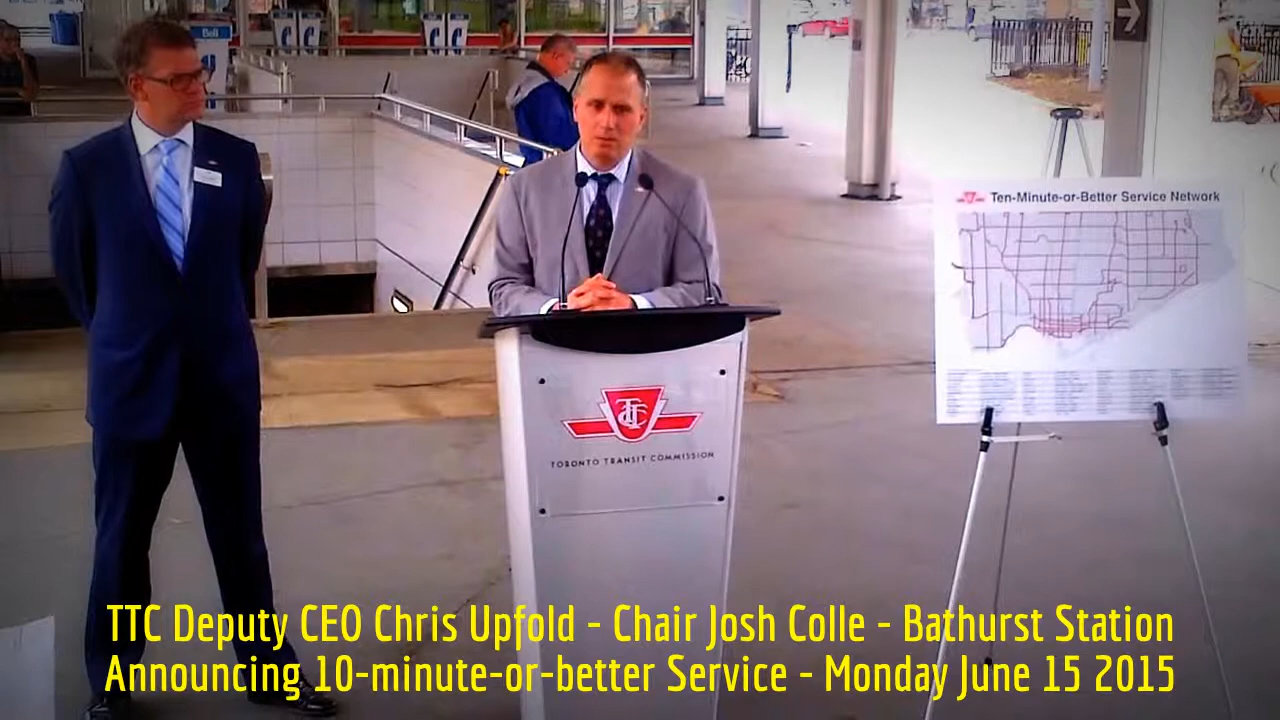 Bell
Ten-Minute-or-Better Service Network
TTC
TORONTO TRANSIT COMMISSION
TTC Deputy CEO Chris Upfold - Chair Josh Colle - Bathurst Station
Announcing 10-minute-or-better Service - Monday June 15 2015